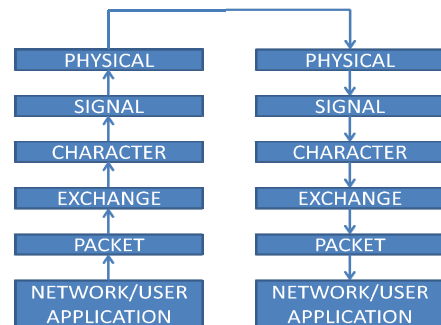 PHYSICAL
SIGNAL
CHARACTER
EXCHANGE
PACKET
NETWORK/USER
APPLICATION
PHYSICAL
SIGNAL
CHARACTER
EXCHANGE
PACKET
NETWORK/USER
APPLICATION